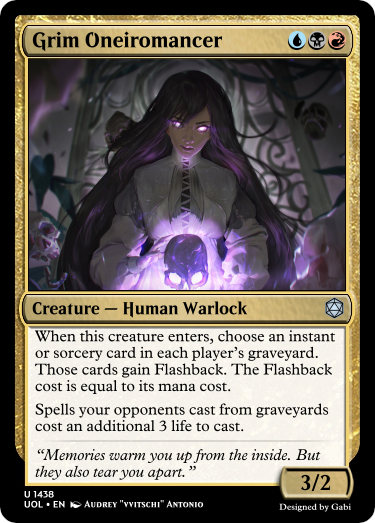 Grim Oneiromancer
Creature — Human Warlock
When this creature enters, choose an instant
or sorcery card in each player's graveyard.
Those cards gain Flashback. The Flashback
cost is equal to its mana cost.
Spells your opponents cast from graveyards
cost an additional 3 life to cast.
“Memories warm you up from the inside. But
they also tear you apart.”
3/2
U 1438
UOL • EN Audrey "vvitschi" Antonio
Designed by Gabi